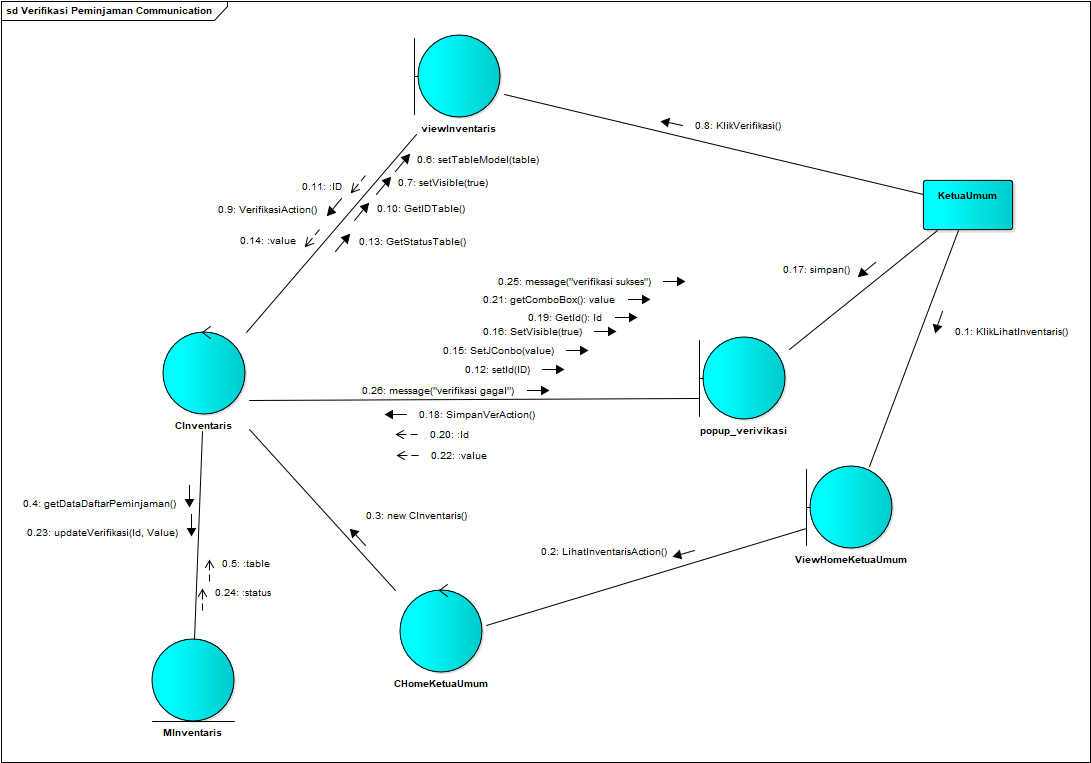 sd Verifikasi Peminjaman Communication
viewInventaris
0.8: KlikVerifikasi()
0.6: setTableModel(table)
0.11: :ID
0.7: setVisible(true)
KetuaUmum
0.9: VerifikasiAction()
0.10: GetIDTable()
0.14: :value
0.13: GetStatusTable()
0.17: simpan()
0.25: message("verifikasi sukses")
0.21: getComboBox(): value
0.19: GetId(): Id
0.16: SetVisible(true)
0.1: KlikLihatInventaris()
0.15: SetJConbo(value)
0.12: setId(ID)
0.26: message("verifikasi gagal")
0.18: SimpanVerAction()
CInventaris
popup_verivikasi
0.20: :Id
0.22: :value
0.4: getDataDaftarPeminjaman()
0.3: new CInventaris()
0.23: updateVerifikasi(Id, Value)
0.2: LihatInventarisAction()
ViewHomeKetuaUmum
0.5: :table
0.24: :status
CHomeKetuaUmum
MInventaris